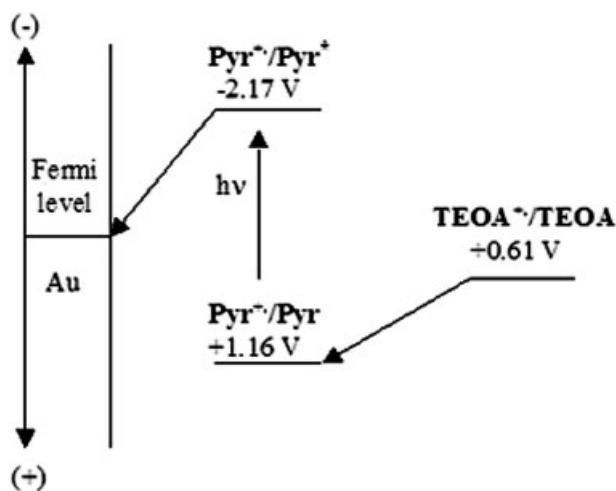 (-)
Pyr⁺·/Pyr*
-2.17 V
Fermi
level
hν
TEOA⁺·/TEOA
+0.61 V
Au
Pyr⁺·/Pyr
+1.16 V
(+)